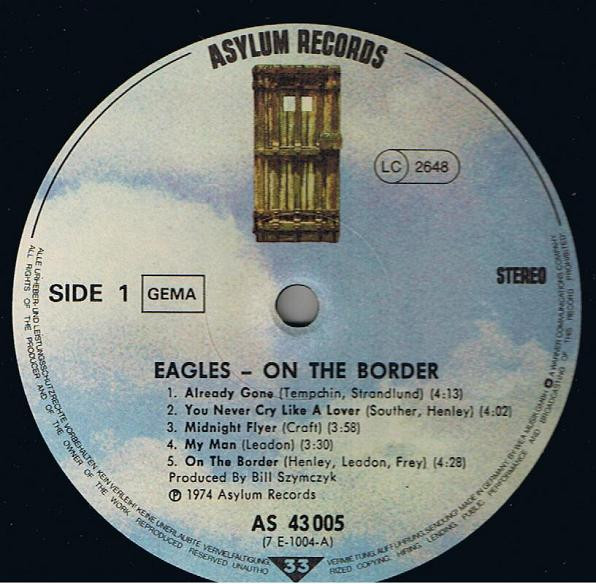 ASYLUM RECORDS
LC 2648
STEREO
SIDE 1 GEMA
EAGLES – ON THE BORDER
1. Already Gone (Tempchin, Strandlund) (4:13)
2. You Never Cry Like A Lover (Souther, Henley) (4:02)
3. Midnight Flyer (Craft) (3:58)
4. My Man (Leadon) (3:30)
5. On The Border (Henley, Leadon, Frey) (4:28)
Produced By Bill Szymczyk
Ⓟ 1974 Asylum Records
AS 43 005
(7 E-1004-A)
33
ALLE URHEBER- UND LEISTUNGSSCHUTZRECHTE VORBEHALTEN. KEIN VERLEIH! KEINE UNERLAUBTE VERVIELFÄLTIGUNG,
VERMIETUNG, AUFFÜHRUNG, SENDUNG! MADE IN GERMANY BY WEA MUSIK GMBH, A WARNER COMMUNICATIONS COMPANY
ALL RIGHTS OF THE PRODUCER AND OF THE OWNER OF THE WORK REPRODUCED RESERVED. UNAUTHO
RIZED COPYING, HIRING, LENDING, PUBLIC PERFORMANCE AND BROADCASTING OF THIS RECORD PROHIBITED!